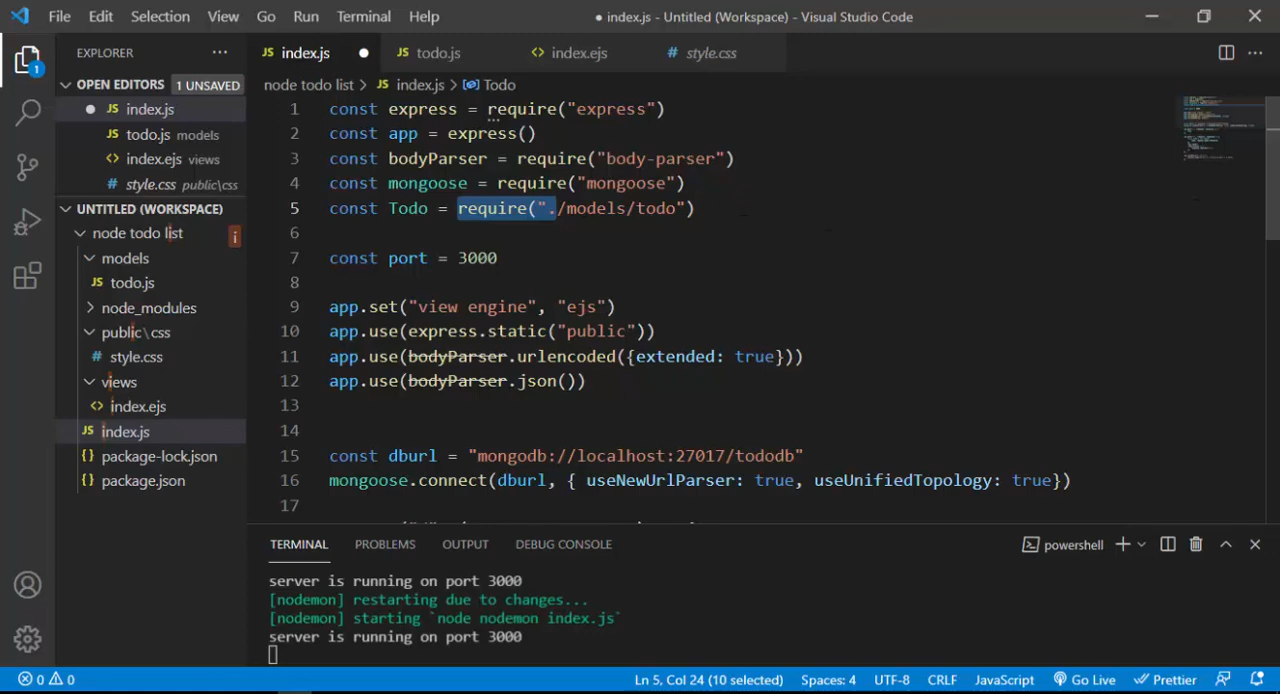 File Edit Selection View Go Run Terminal Help
● index.js - Untitled (Workspace) - Visual Studio Code
EXPLORER ···
JS index.js ●
JS todo.js
<> index.ejs
# style.css
OPEN EDITORS 1 UNSAVED
● JS index.js
JS todo.js models
<> index.ejs views
# style.css public\css
UNTITLED (WORKSPACE)
node todo list
models
JS todo.js
node_modules
public\css
# style.css
views
<> index.ejs
JS index.js
{} package-lock.json
{} package.json
1
node todo list > JS index.js > Todo
1 const express = require("express")
2 const app = express()
3 const bodyParser = require("body-parser")
4 const mongoose = require("mongoose")
5 const Todo = require("./models/todo")
6
7 const port = 3000
8
9 app.set("view engine", "ejs")
10 app.use(express.static("public"))
11 app.use(bodyParser.urlencoded({extended: true}))
12 app.use(bodyParser.json())
13
14
15 const dburl = "mongodb://localhost:27017/tododb"
16 mongoose.connect(dburl, { useNewUrlParser: true, useUnifiedTopology: true})
17
TERMINAL PROBLEMS OUTPUT DEBUG CONSOLE
powershell
server is running on port 3000
[nodemon] restarting due to changes...
[nodemon] starting `node nodemon index.js`
server is running on port 3000
0 0
Ln 5, Col 24 (10 selected) Spaces: 4 UTF-8 CRLF JavaScript Go Live Prettier